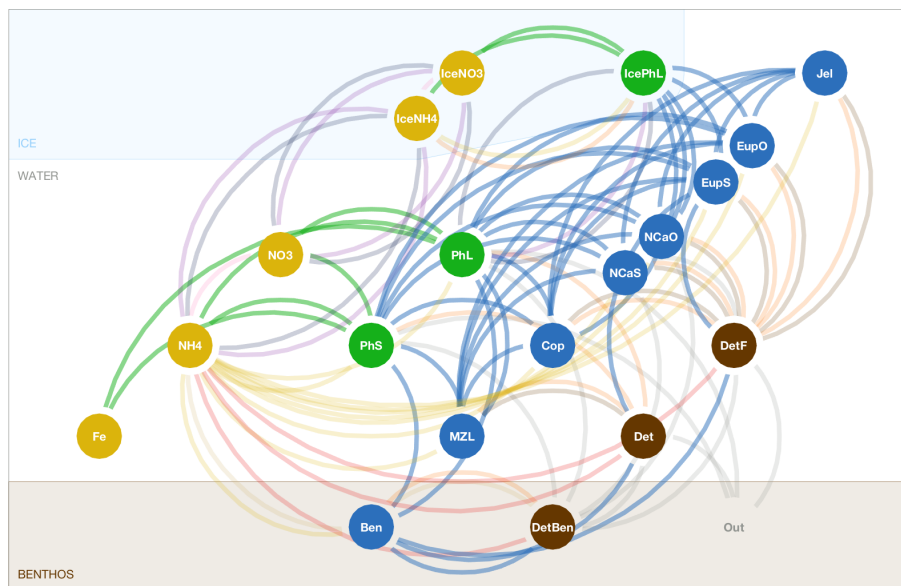 IceNO3
IcePhL
Jel
IceNH4
ICE
EupO
WATER
EupS
NCaO
NO3
PhL
NCaS
NH4
PhS
Cop
DetF
Fe
MZL
Det
Ben
DetBen
Out
BENTHOS